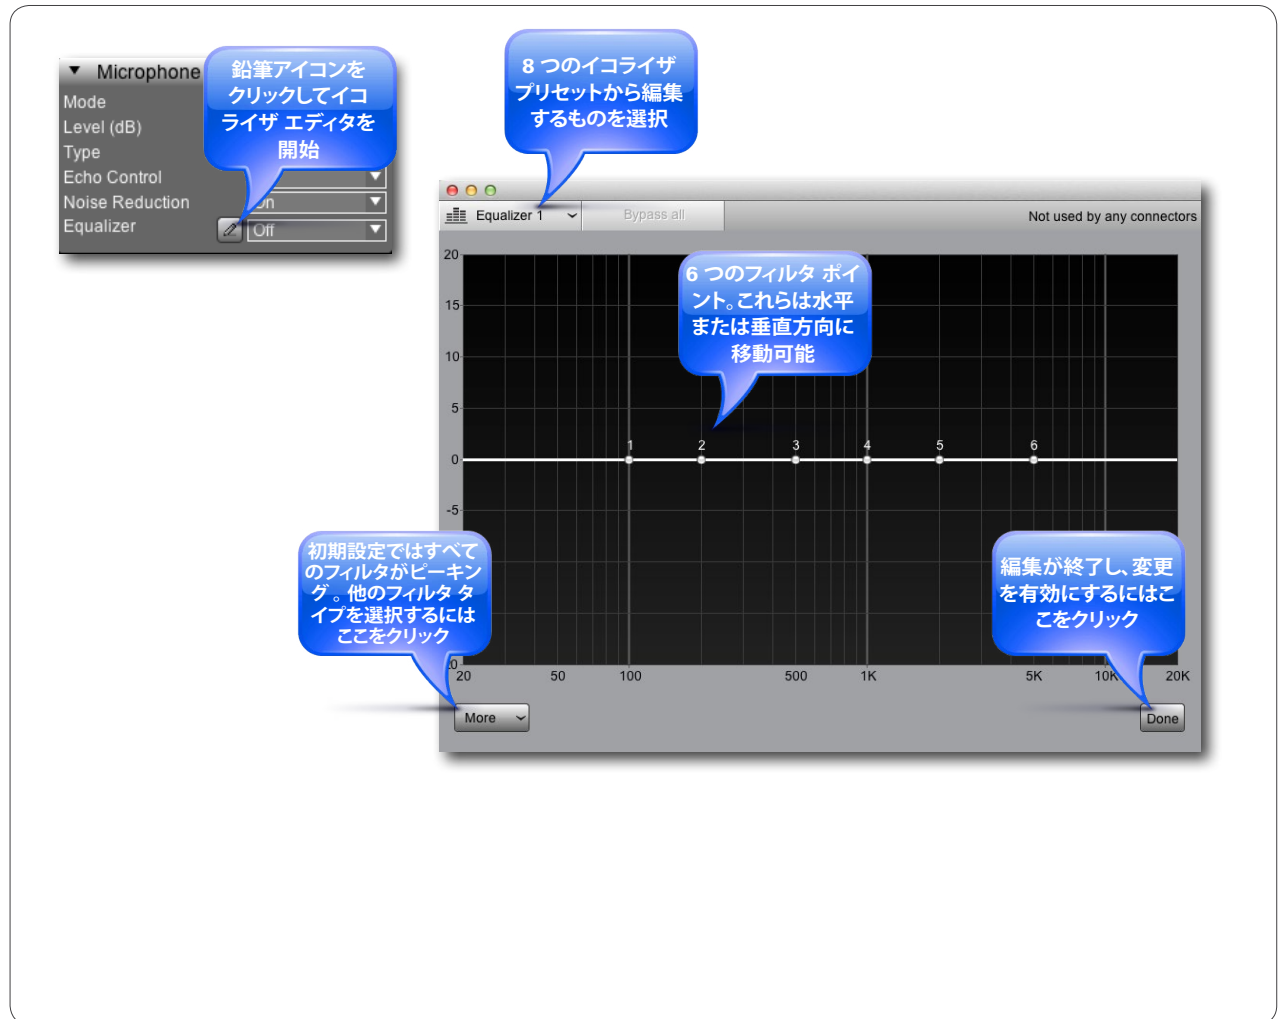 ▼ Microphone
Mode
Level (dB)
Type
Echo Control
Noise Reduction
On
Equalizer
Off
鉛筆アイコンを
クリックしてイコ
ライザ エディタを
開始
8 つのイコライザ
プリセットから編集
するものを選択
Equalizer 1
Bypass all
Not used by any connectors
6 つのフィルタ ポイ
ント。これらは水平
または垂直方向に
移動可能
20
15
10
5
0
-5
1 2 3 4 5 6
初期設定ではすべて
のフィルタがピーキン
グ 。他のフィルタ タ
イプを選択するには
ここをクリック
編集が終了し、変更
を有効にするにはこ
こをクリック
20 50 100 500 1K 5K 10K 20K
More
Done